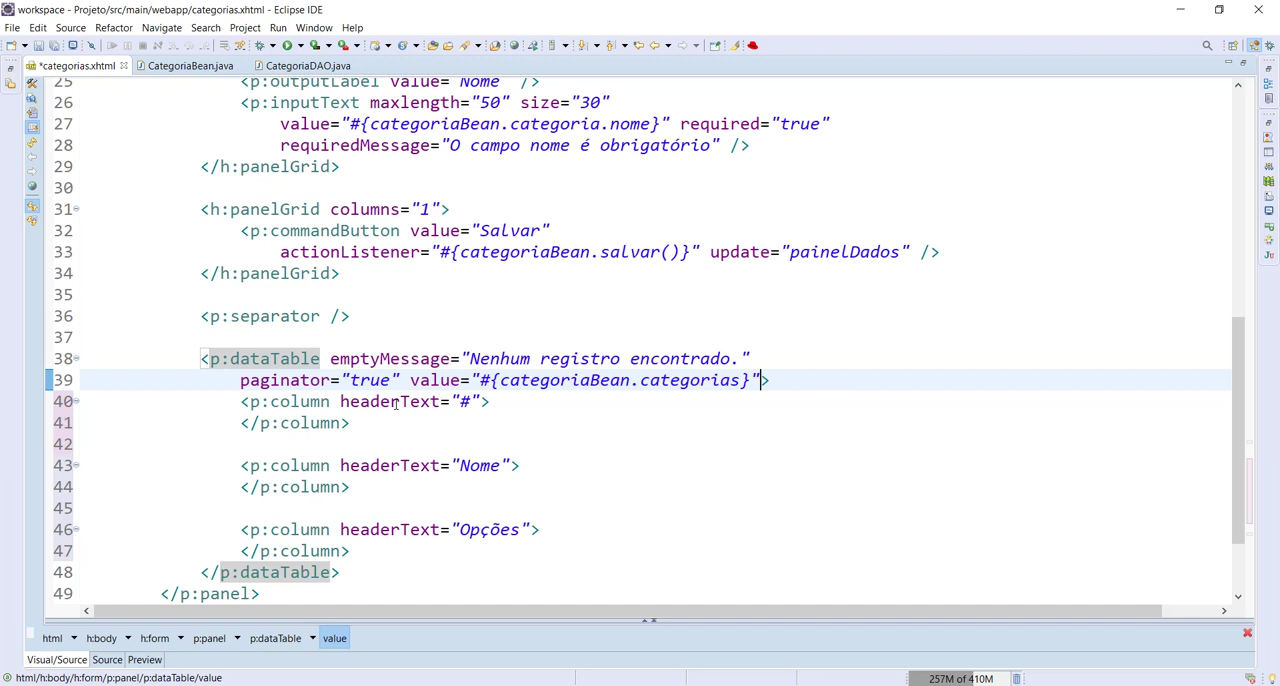 workspace - Projeto/src/main/webapp/categorias.xhtml - Eclipse IDE
File Edit Source Refactor Navigate Search Project Run Window Help
*categorias.xhtml CategoriaBean.java CategoriaDAO.java
25 <p:outputLabel value="Nome" />
26 <p:inputText maxlength="50" size="30"
27 value="#{categoriaBean.categoria.nome}" required="true"
28 requiredMessage="O campo nome é obrigatório" />
29 </h:panelGrid>
30
31 <h:panelGrid columns="1">
32 <p:commandButton value="Salvar"
33 actionListener="#{categoriaBean.salvar()}" update="painelDados" />
34 </h:panelGrid>
35
36 <p:separator />
37
38 <p:dataTable emptyMessage="Nenhum registro encontrado."
39 paginator="true" value="#{categoriaBean.categorias}">
40 <p:column headerText="#">
41 </p:column>
42
43 <p:column headerText="Nome">
44 </p:column>
45
46 <p:column headerText="Opções">
47 </p:column>
48 </p:dataTable>
49 </p:panel>
html h:body h:form p:panel p:dataTable value
Visual/Source Source Preview
html/h:body/h:form/p:panel/p:dataTable/value 257M of 410M